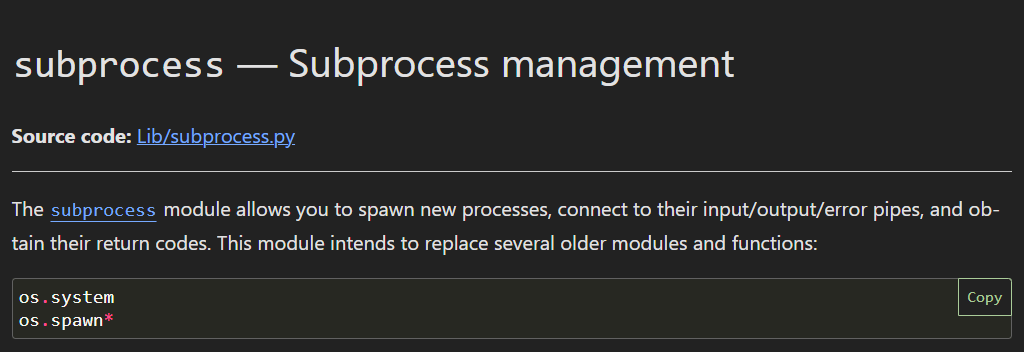 subprocess — Subprocess management
Source code: Lib/subprocess.py
The subprocess module allows you to spawn new processes, connect to their input/output/error pipes, and ob-
tain their return codes. This module intends to replace several older modules and functions:
os.system
Copy
os.spawn*